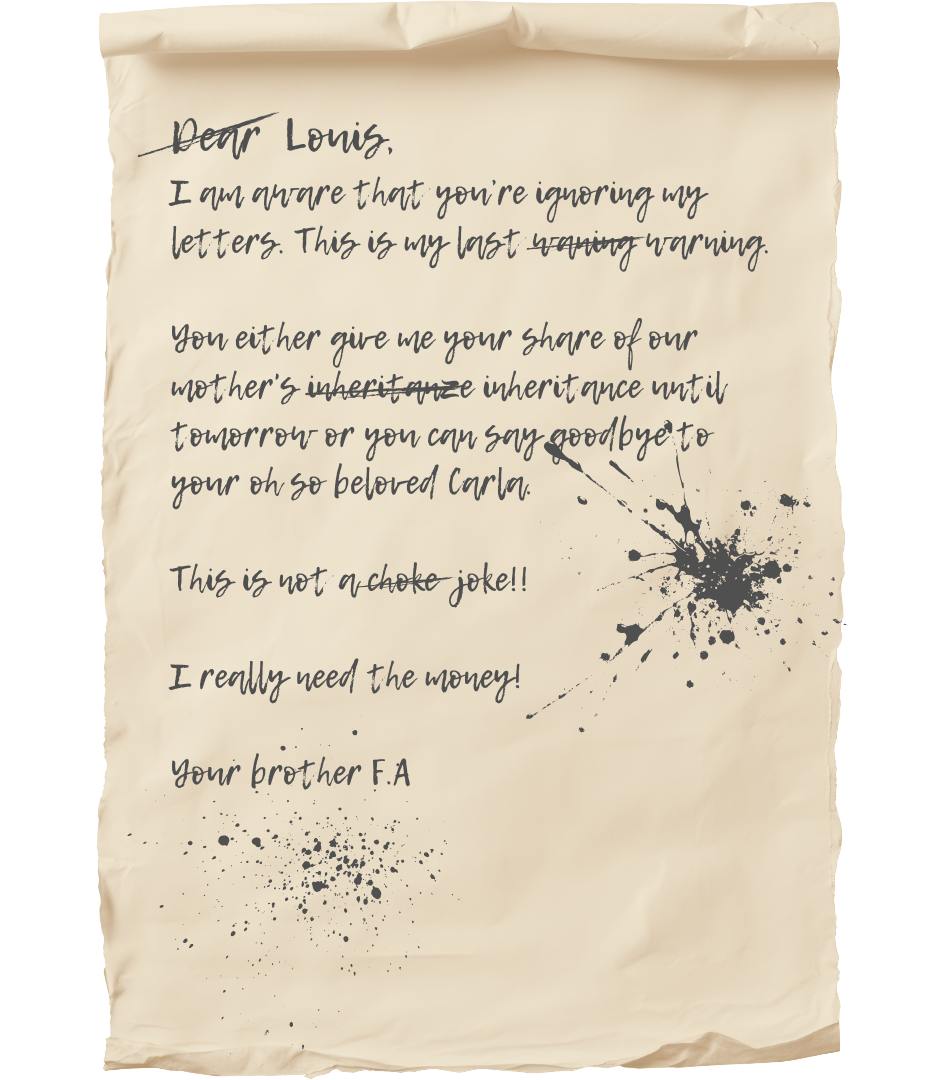 Dear Louis,
I am aware that you're ignoring my
letters. This is my last waning warning.
You either give me your share of our
mother's inheritanze inheritance until
tomorrow or you can say goodbye to
your oh so beloved Carla.
This is not a choke joke!!
I really need the money!
Your brother F.A